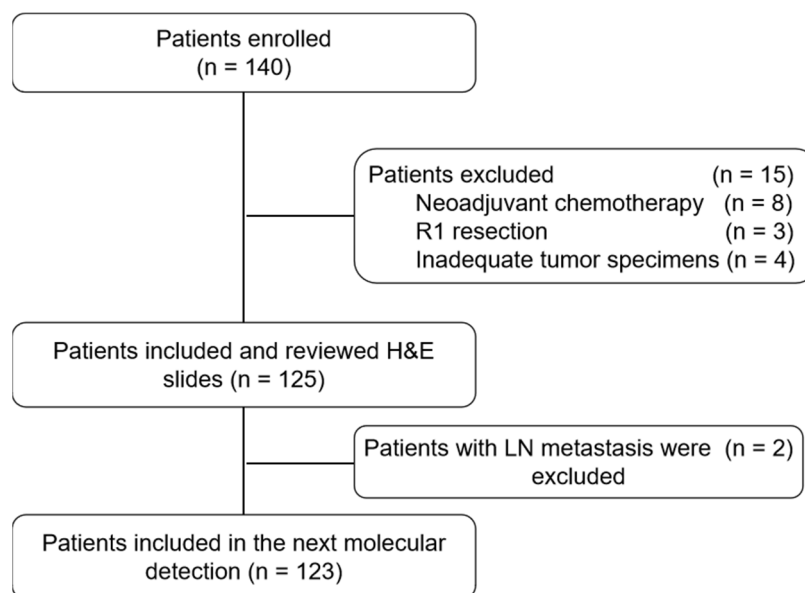 Patients enrolled
(n = 140)
Patients excluded (n = 15)
Neoadjuvant chemotherapy (n = 8)
R1 resection (n = 3)
Inadequate tumor specimens (n = 4)
Patients included and reviewed H&E
slides (n = 125)
Patients with LN metastasis were (n = 2)
excluded
Patients included in the next molecular
detection (n = 123)